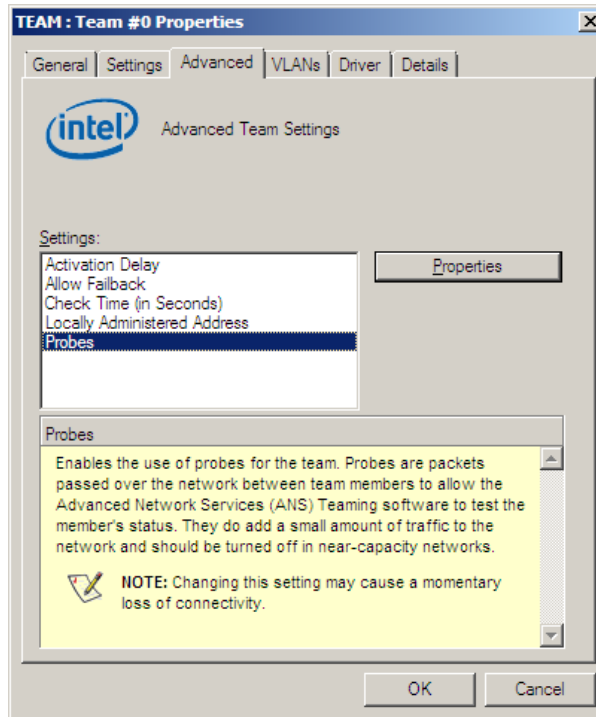 TEAM : Team #0 Properties
General Settings Advanced VLANs Driver Details
intel
Advanced Team Settings
Settings:
Activation Delay
Allow Failback
Check Time (in Seconds)
Locally Administered Address
Probes
Properties
Probes
Enables the use of probes for the team. Probes are packets
passed over the network between team members to allow the
Advanced Network Services (ANS) Teaming software to test the
member's status. They do add a small amount of traffic to the
network and should be turned off in near-capacity networks.
NOTE: Changing this setting may cause a momentary
loss of connectivity.
OK Cancel